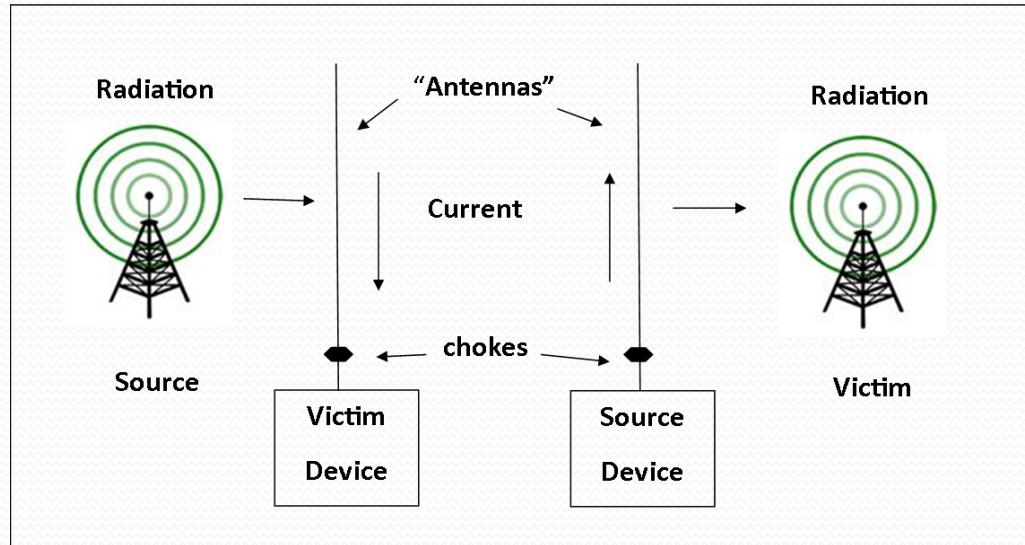 Radiation
“Antennas”
Radiation
Current
chokes
Source
Victim
Device
Source
Device
Victim